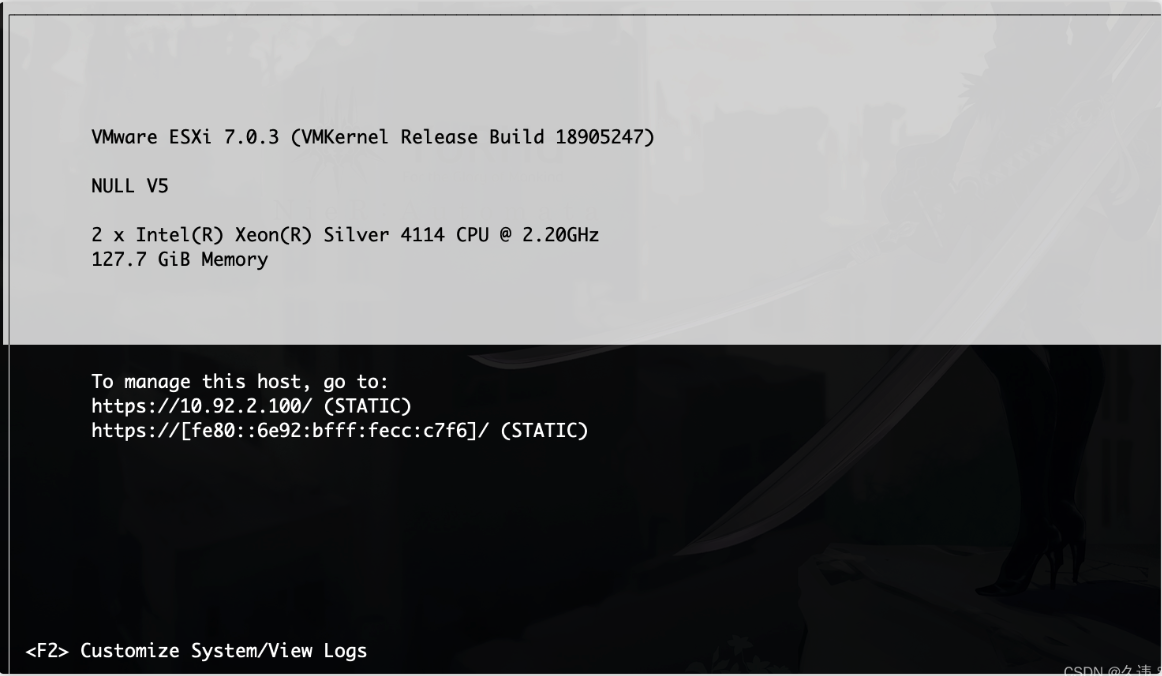 VMware ESXi 7.0.3 (VMKernel Release Build 18905247)
NULL V5
2 x Intel(R) Xeon(R) Silver 4114 CPU @ 2.20GHz
127.7 GiB Memory
To manage this host, go to:
https://10.92.2.100/ (STATIC)
https://[fe80::6e92:bfff:fecc:c7f6]/ (STATIC)
<F2> Customize System/View Logs
CSDN @久违